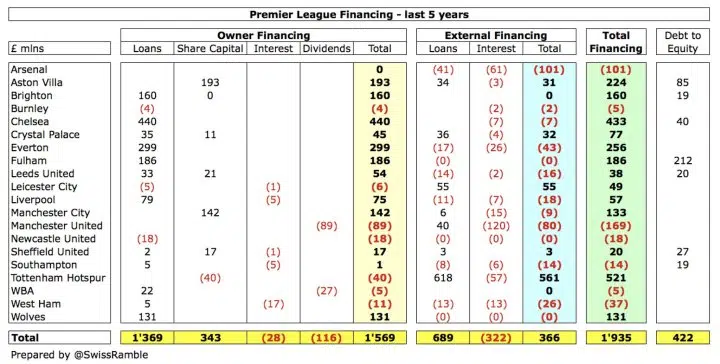 Premier League Financing - last 5 years
Owner Financing External Financing Total Debt to
£ mlns Loans Share Capital Interest Dividends Total Loans Interest Total Financing Equity
Arsenal 0 (41) (61) (101) (101)
Aston Villa 193 193 34 (3) 31 224 85
Brighton 160 0 160 0 160 19
Burnley (4) (4) (2) (2) (5)
Chelsea 440 440 (7) (7) 433 40
Crystal Palace 35 11 45 36 (4) 32 77
Everton 299 299 (17) (26) (43) 256
Fulham 186 186 (0) (0) (0) 186 212
Leeds United 33 21 54 (14) (2) (16) 38 20
Leicester City (5) (1) (6) 55 55 49
Liverpool 79 (5) 75 (11) (7) (18) 57
Manchester City 142 142 6 (15) (9) 133
Manchester United (89) (89) 40 (120) (80) (169)
Newcastle United (18) (18) (0) (0) (0) (18)
Sheffield United 2 17 (1) 17 3 3 20 27
Southampton 5 (5) 1 (8) (6) (14) (14) 19
Tottenham Hotspur (40) (40) 618 (57) 561 521
WBA 22 (27) (5) 0 (5)
West Ham 5 (17) (11) (13) (13) (26) (37)
Wolves 131 131 (0) (0) (0) 131
Total 1'369 343 (28) (116) 1'569 689 (322) 366 1'935 422
Prepared by @SwissRamble